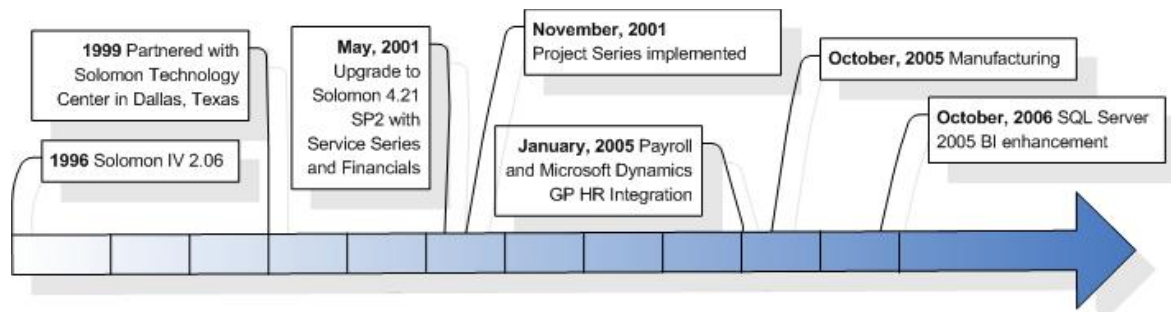 1996 Solomon IV 2.06
1999 Partnered with
Solomon Technology
Center in Dallas, Texas
May, 2001
Upgrade to
Solomon 4.21
SP2 with
Service Series
and Financials
November, 2001
Project Series implemented
January, 2005 Payroll
and Microsoft Dynamics
GP HR Integration
October, 2005 Manufacturing
October, 2006 SQL Server
2005 BI enhancement